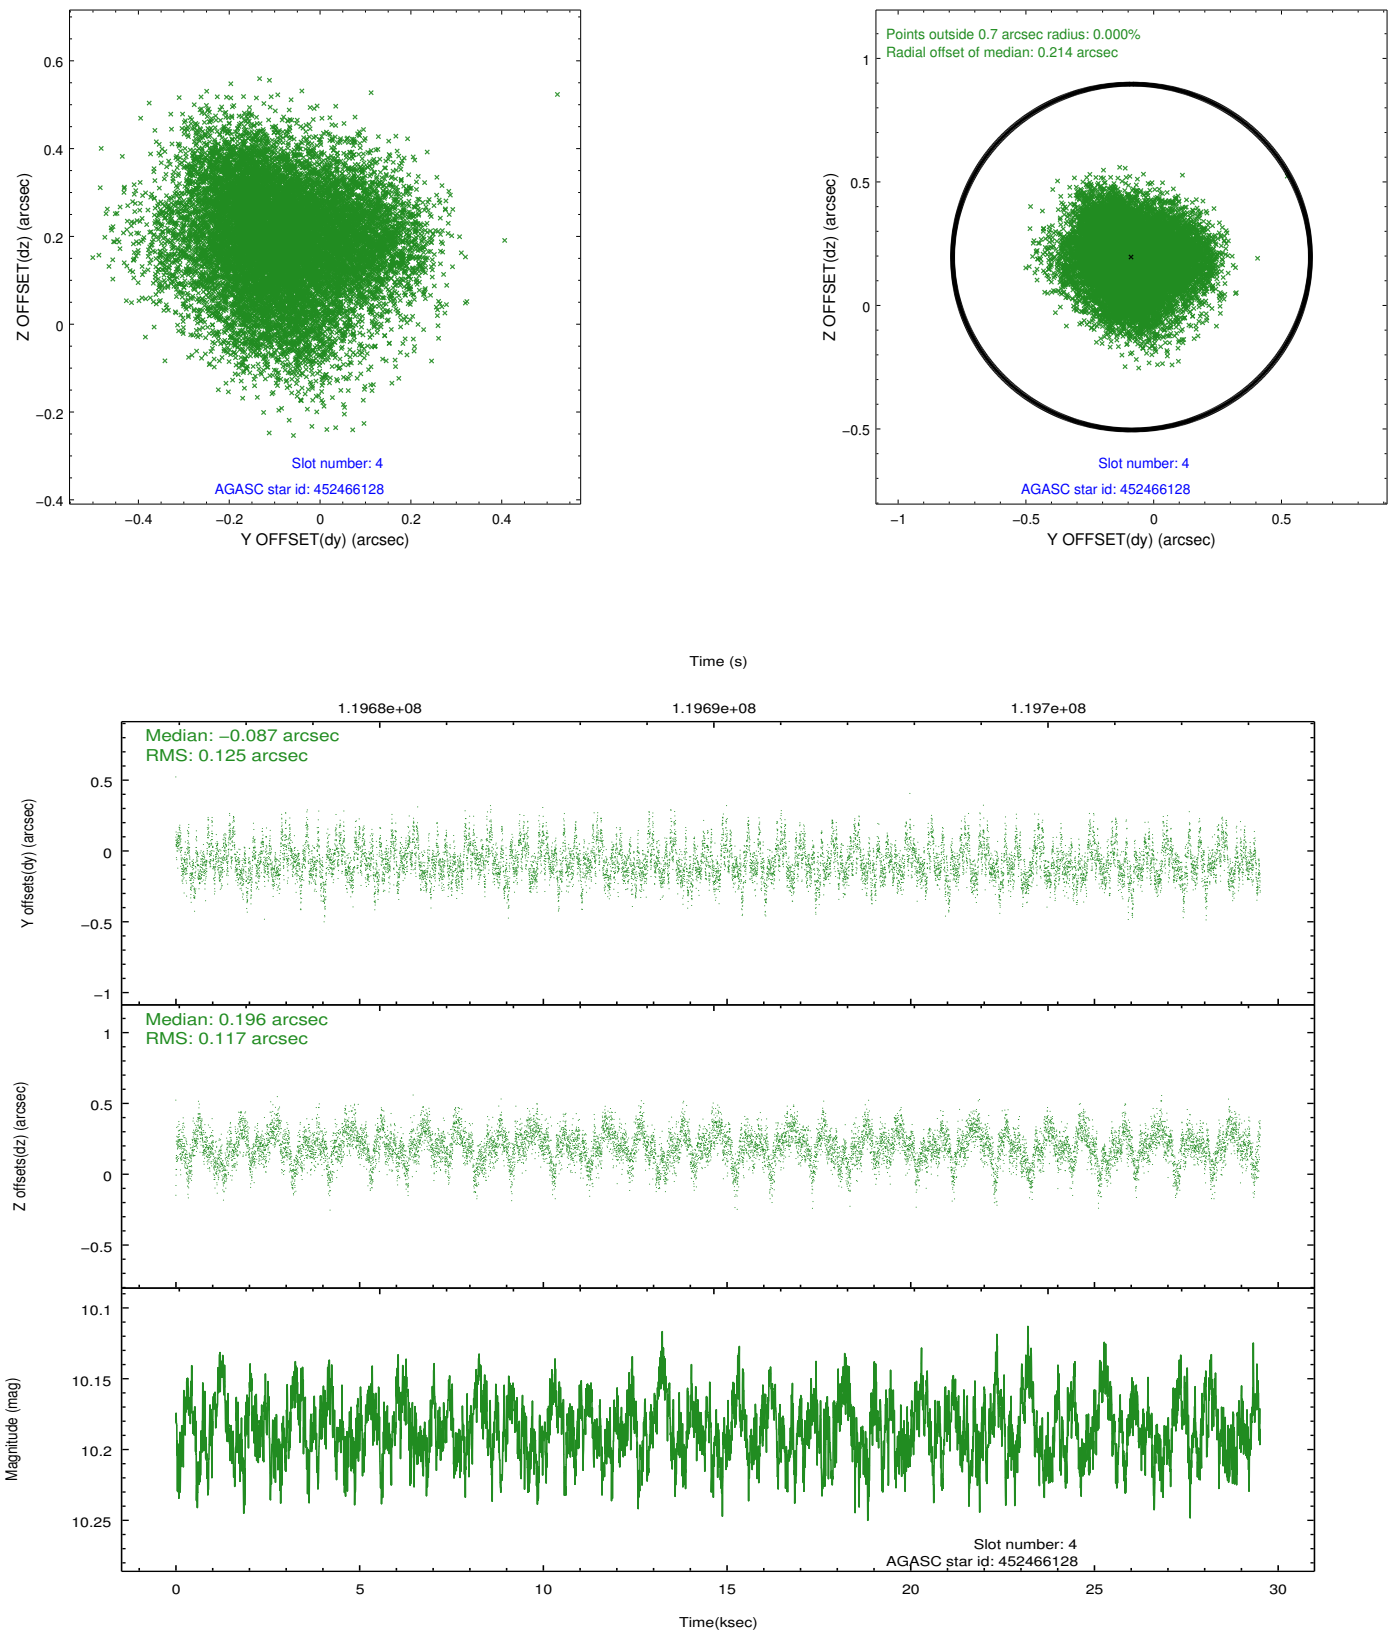 0.6
0.4
0.2
0
−0.2
−0.4
Z OFFSET(dz) (arcsec)
−0.4 −0.2 0 0.2 0.4
Y OFFSET(dy) (arcsec)
Slot number: 4
AGASC star id: 452466128
Points outside 0.7 arcsec radius: 0.000%
Radial offset of median: 0.214 arcsec
1
0.5
0
−0.5
Z OFFSET(dz) (arcsec)
Slot number: 4
AGASC star id: 452466128
−1 −0.5 0 0.5
Y OFFSET(dy) (arcsec)
Time (s)
1.1968e+08 1.1969e+08 1.197e+08
Median: −0.087 arcsec
RMS: 0.125 arcsec
0.5
0
−0.5
−1
Y offsets(dy) (arcsec)
Median: 0.196 arcsec
RMS: 0.117 arcsec
1
0.5
0
−0.5
Z offsets(dz) (arcsec)
10.1
10.15
10.2
10.25
Magnitude (mag)
Slot number: 4
AGASC star id: 452466128
0 5 10 15 20 25 30
Time(ksec)